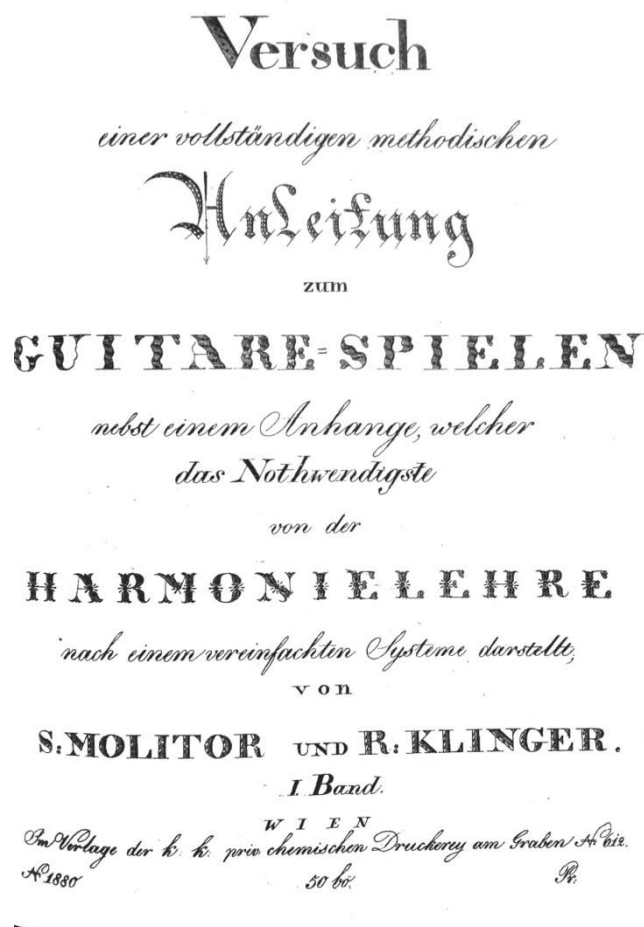 Versuch
einer vollständigen methodischen
Anleitung
zum
GUITARE=SPIELEN
nebst einem Anhange, welcher
das Nothwendigste
von der
HARMONIELEHRE
nach einem vereinfachten Systeme darstellt,
von
S: MOLITOR UND R: KLINGER.
I. Band.
WIEN
Im Verlage der k. k. priv. chemischen Druckerey am Graben No 612.
No 1880 50 bo. Pr: